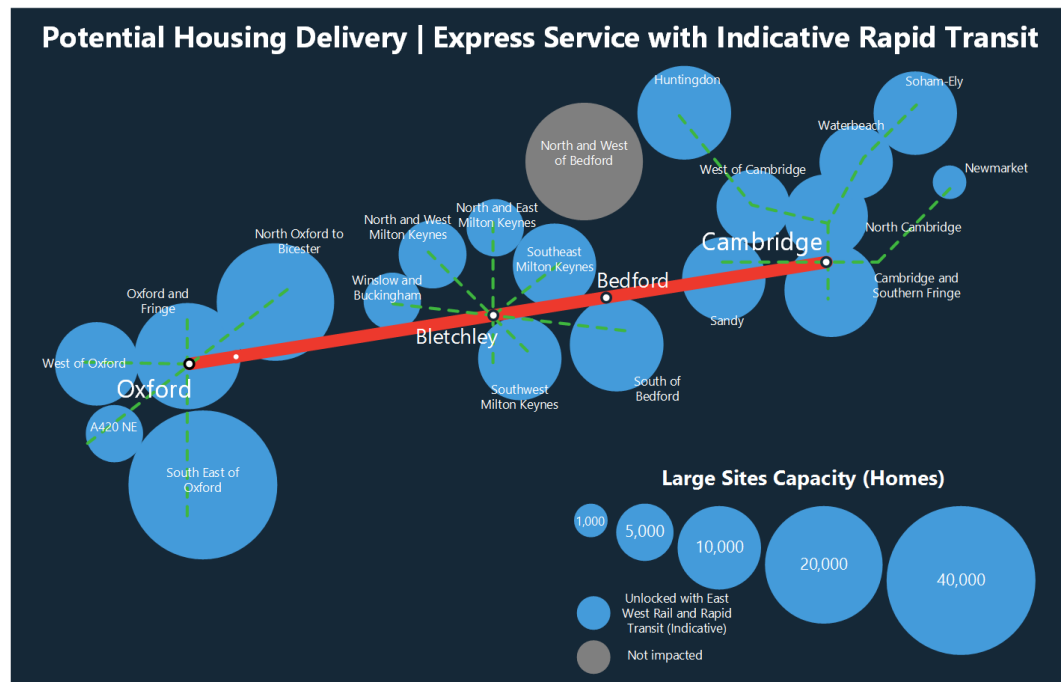 Potential Housing Delivery | Express Service with Indicative Rapid Transit
Huntingdon
Soham-Ely
Waterbeach
North and West
of Bedford
West of Cambridge
Newmarket
North and East
Milton Keynes
North and West
Milton Keynes
North Oxford to
Bicester
North Cambridge
Cambridge
Southeast
Milton Keynes
Bedford
Winslow and
Buckingham
Cambridge and
Southern Fringe
Oxford and
Fringe
Sandy
Bletchley
West of Oxford
Oxford
Southwest
Milton Keynes
South of
Bedford
A420 NE
South East of
Oxford
Large Sites Capacity (Homes)
1,000
5,000
10,000
20,000
40,000
Unlocked with East
West Rail and Rapid
Transit (Indicative)
Not impacted